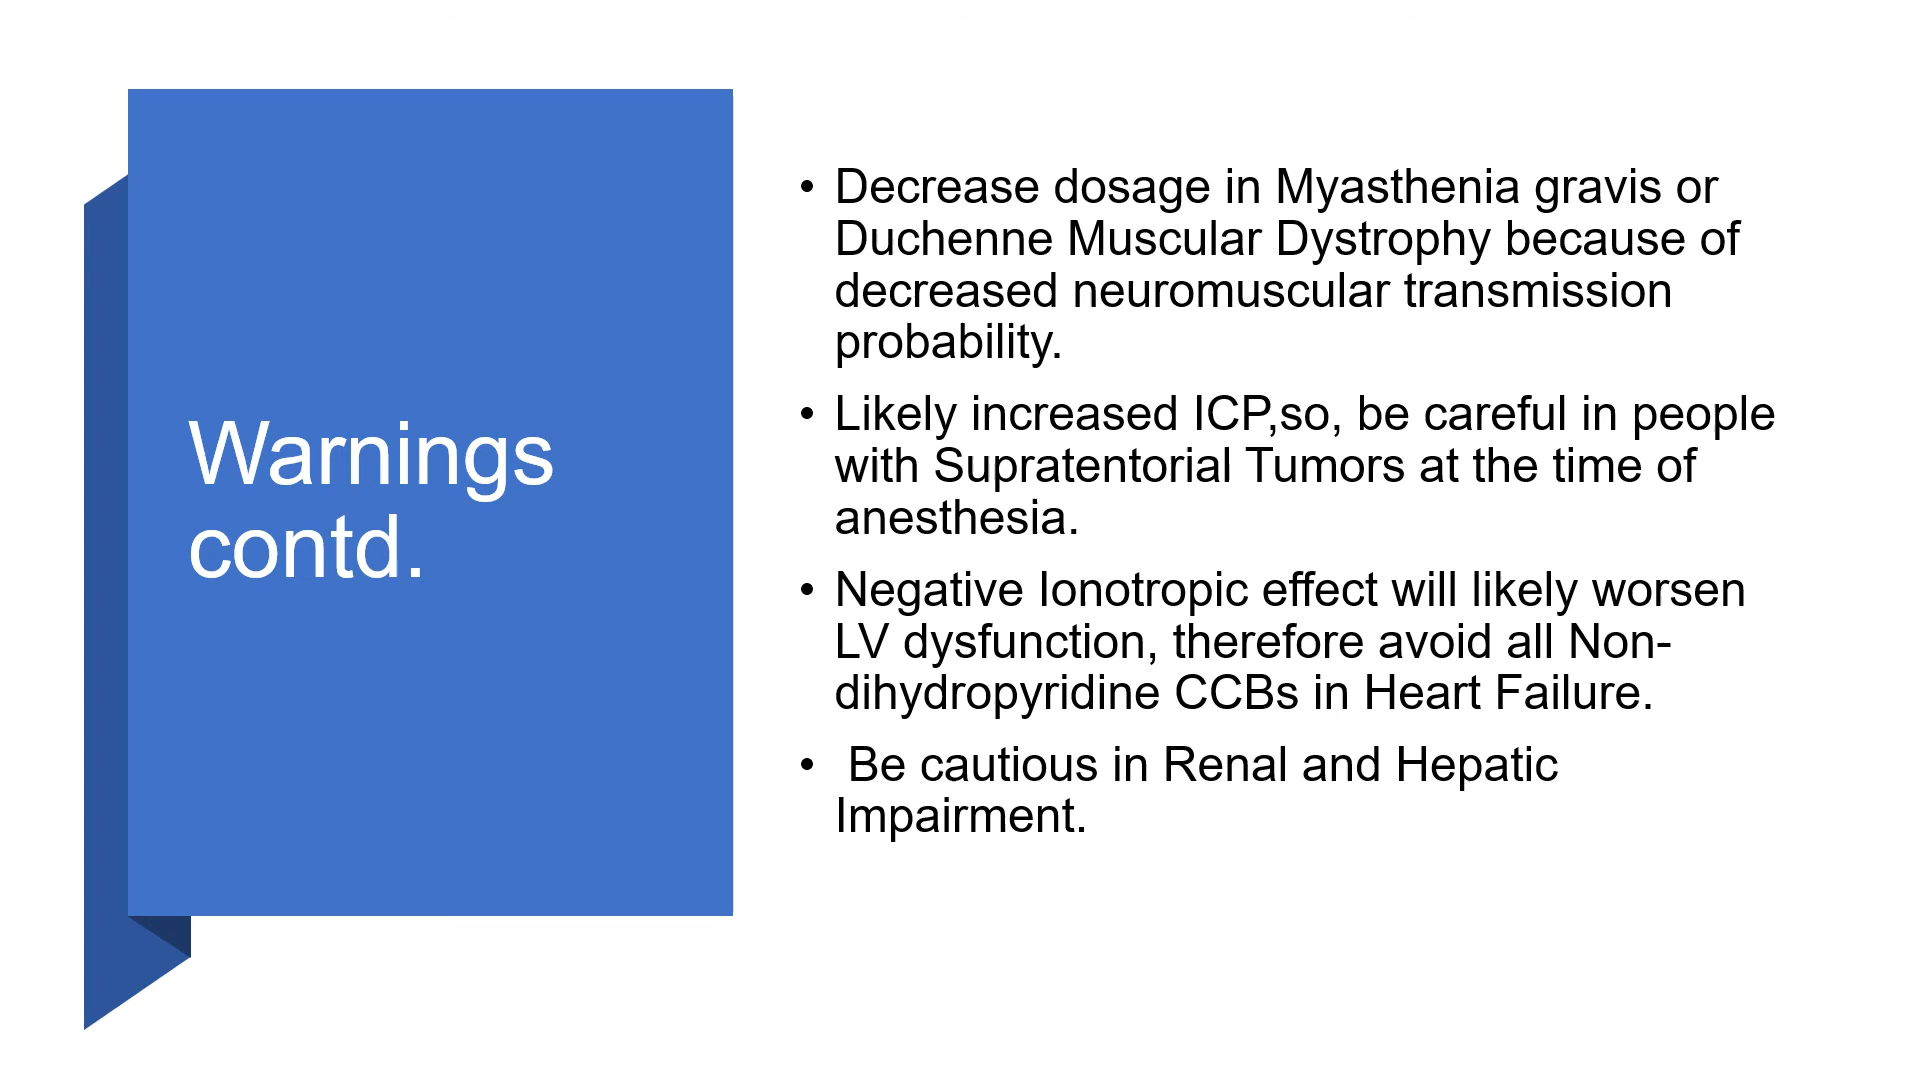 Warnings
contd.
• Decrease dosage in Myasthenia gravis or
Duchenne Muscular Dystrophy because of
decreased neuromuscular transmission
probability.
• Likely increased ICP,so, be careful in people
with Supratentorial Tumors at the time of
anesthesia.
• Negative Ionotropic effect will likely worsen
LV dysfunction, therefore avoid all Non-
dihydropyridine CCBs in Heart Failure.
• Be cautious in Renal and Hepatic
Impairment.